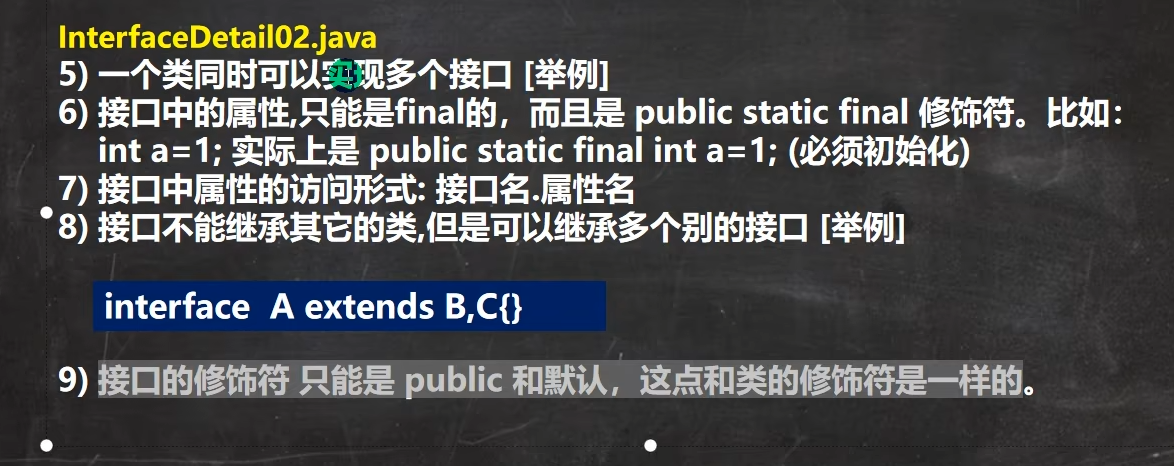 InterfaceDetail02.java
5) 一个类同时可以实现多个接口 [举例]
6) 接口中的属性,只能是final的，而且是 public static final 修饰符。比如：
int a=1; 实际上是 public static final int a=1; (必须初始化)
7) 接口中属性的访问形式: 接口名.属性名
8) 接口不能继承其它的类,但是可以继承多个别的接口 [举例]
interface  A extends B,C{}
9) 接口的修饰符 只能是 public 和默认，这点和类的修饰符是一样的。